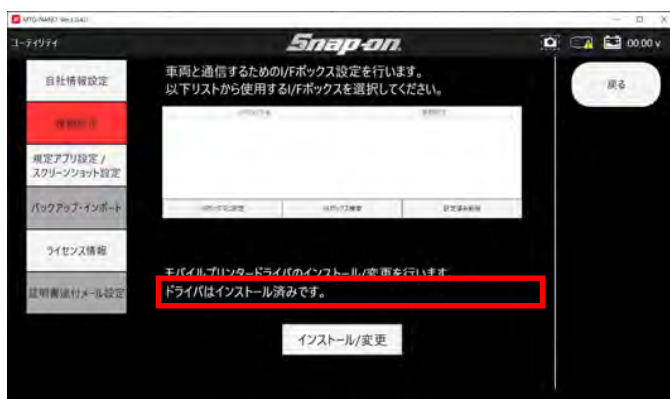 ユーティリティ
Snap-on
00.00 v
自社情報設定
車両と通信するためのI/Fボックス設定を行います。
以下リストから使用するI/Fボックスを選択してください。
戻る
規定アプリ設定 /
スクリーンショット設定
バックアップ・インポート
ライセンス情報
モバイルプリンタードライバのインストール/変更を行います。
ドライバはインストール済みです。
証明書送付メール設定
インストール/変更